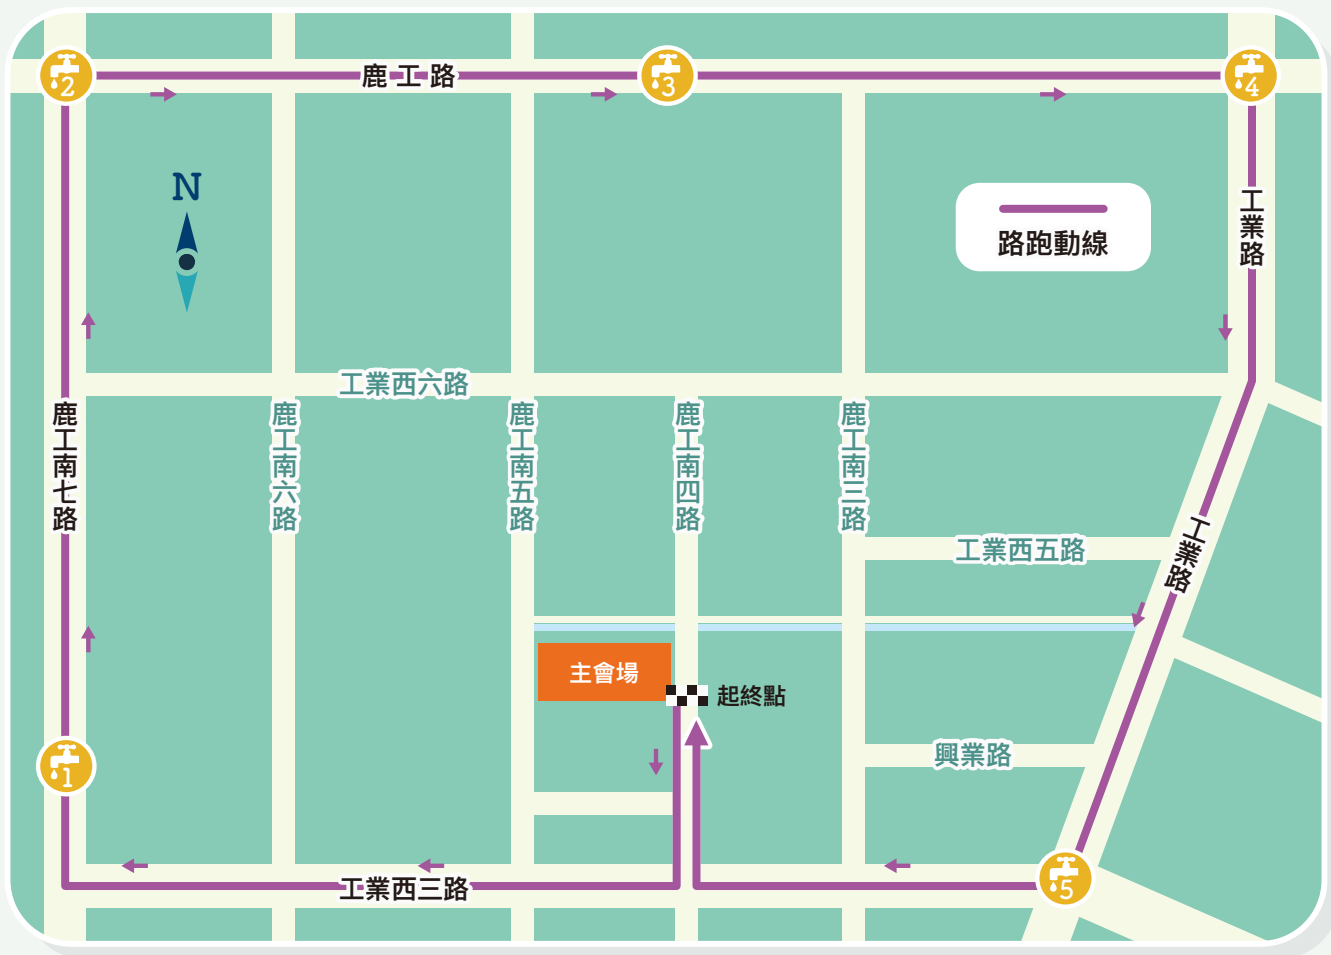 2
鹿工路
3
4
N
工業路
路跑動線
工業西六路
鹿工南七路
鹿工南六路
鹿工南五路
鹿工南四路
鹿工南三路
工業西五路
工業路
主會場
起終點
興業路
1
工業西三路
5